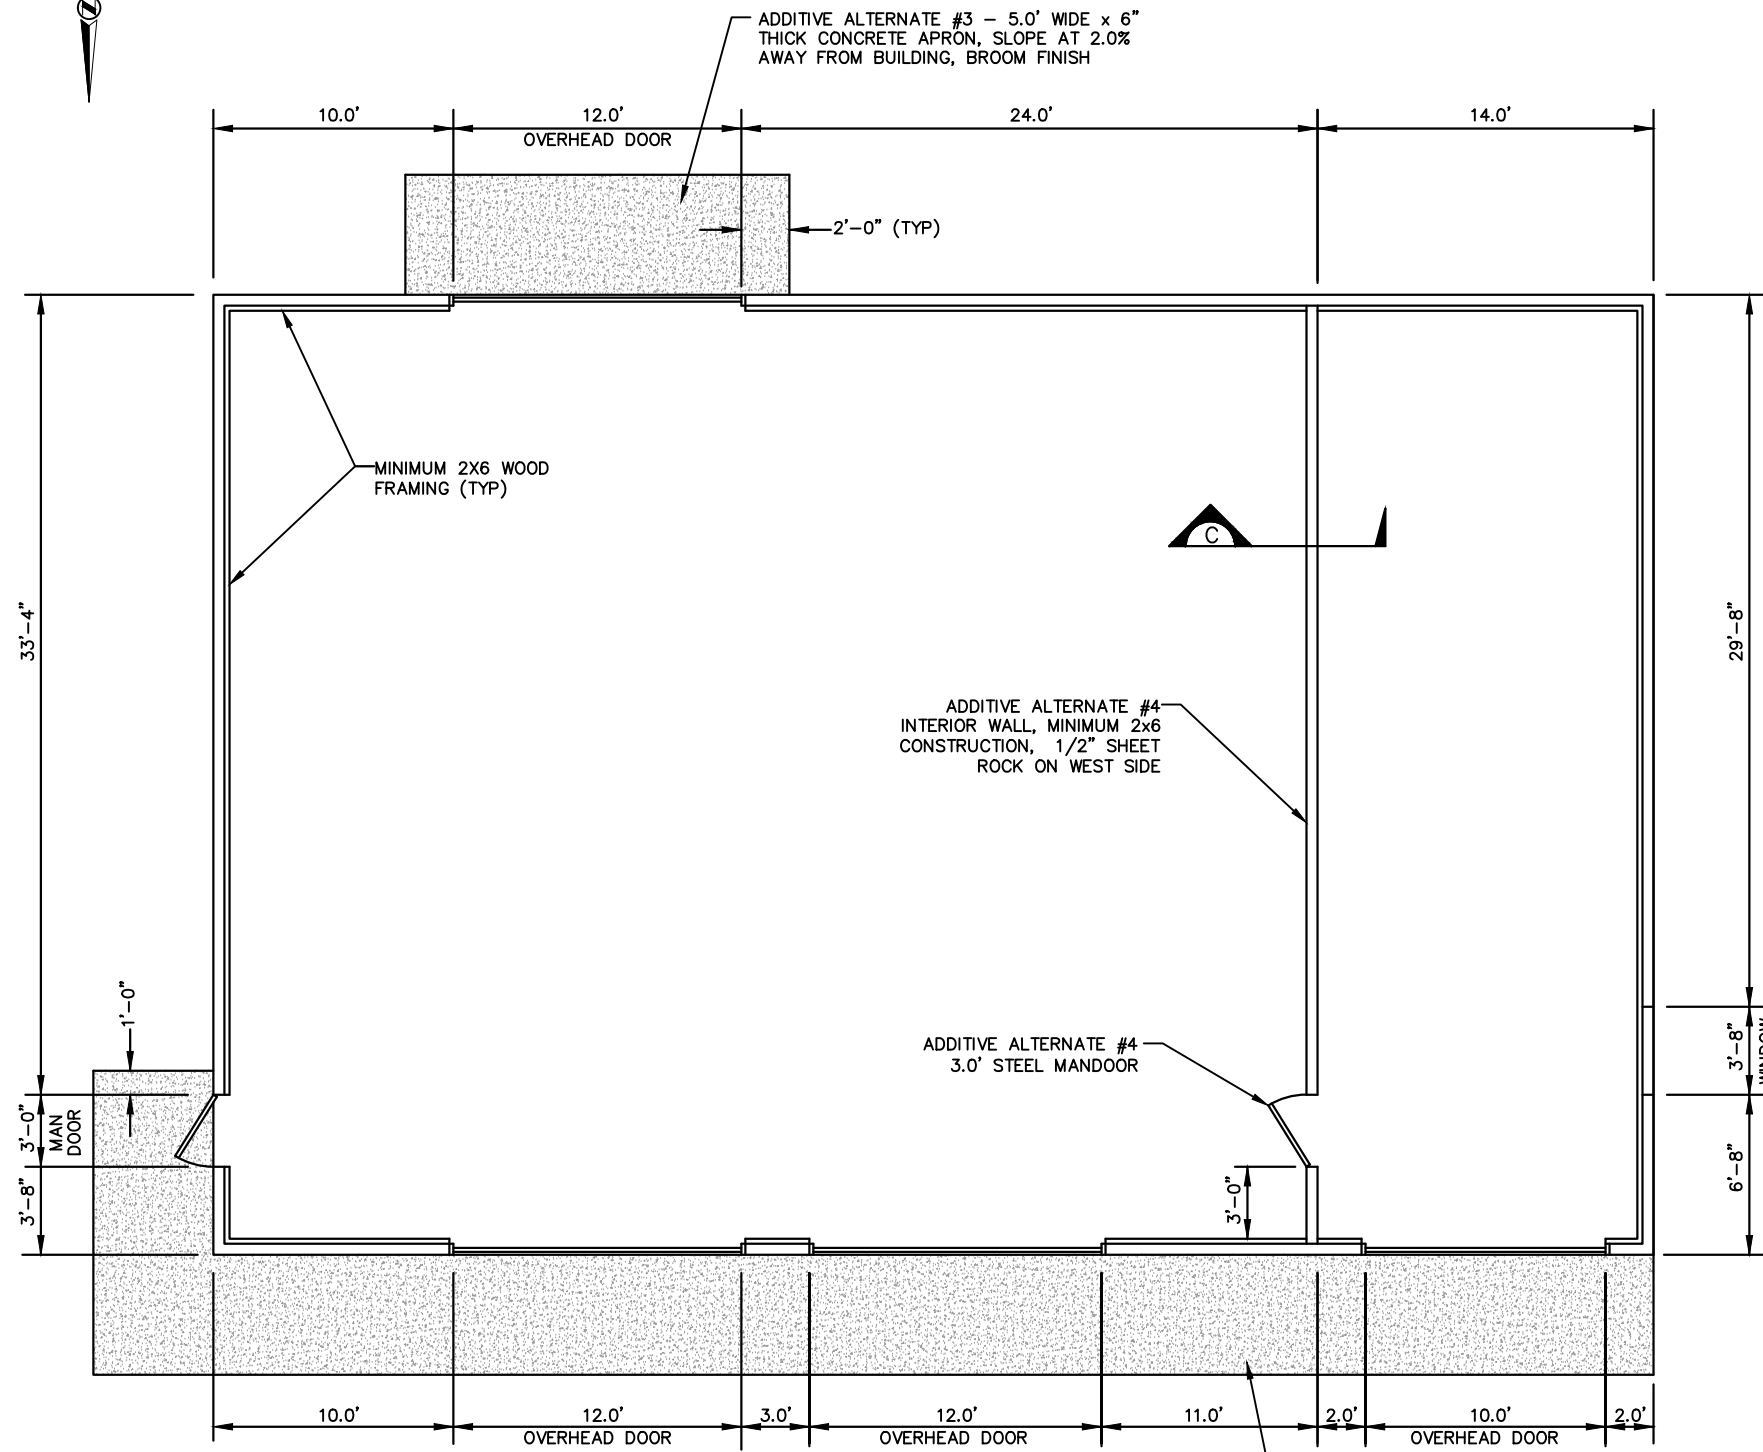 N
ADDITIVE ALTERNATE #3 – 5.0' WIDE x 6"
THICK CONCRETE APRON, SLOPE AT 2.0%
AWAY FROM BUILDING, BROOM FINISH
10.0'
12.0'
24.0'
14.0'
OVERHEAD DOOR
2'–0" (TYP)
MINIMUM 2X6 WOOD
FRAMING (TYP)
C
33'–4"
29'–8"
ADDITIVE ALTERNATE #4
INTERIOR WALL, MINIMUM 2x6
CONSTRUCTION, 1/2" SHEET
ROCK ON WEST SIDE
1'–0"
ADDITIVE ALTERNATE #4
3.0' STEEL MANDOOR
3'–8"
WINDOW
3'–0"
MAN
DOOR
3'–8"
3'–0"
6'–8"
10.0'
12.0'
3.0'
12.0'
11.0'
2.0'
10.0'
2.0'
OVERHEAD DOOR
OVERHEAD DOOR
OVERHEAD DOOR